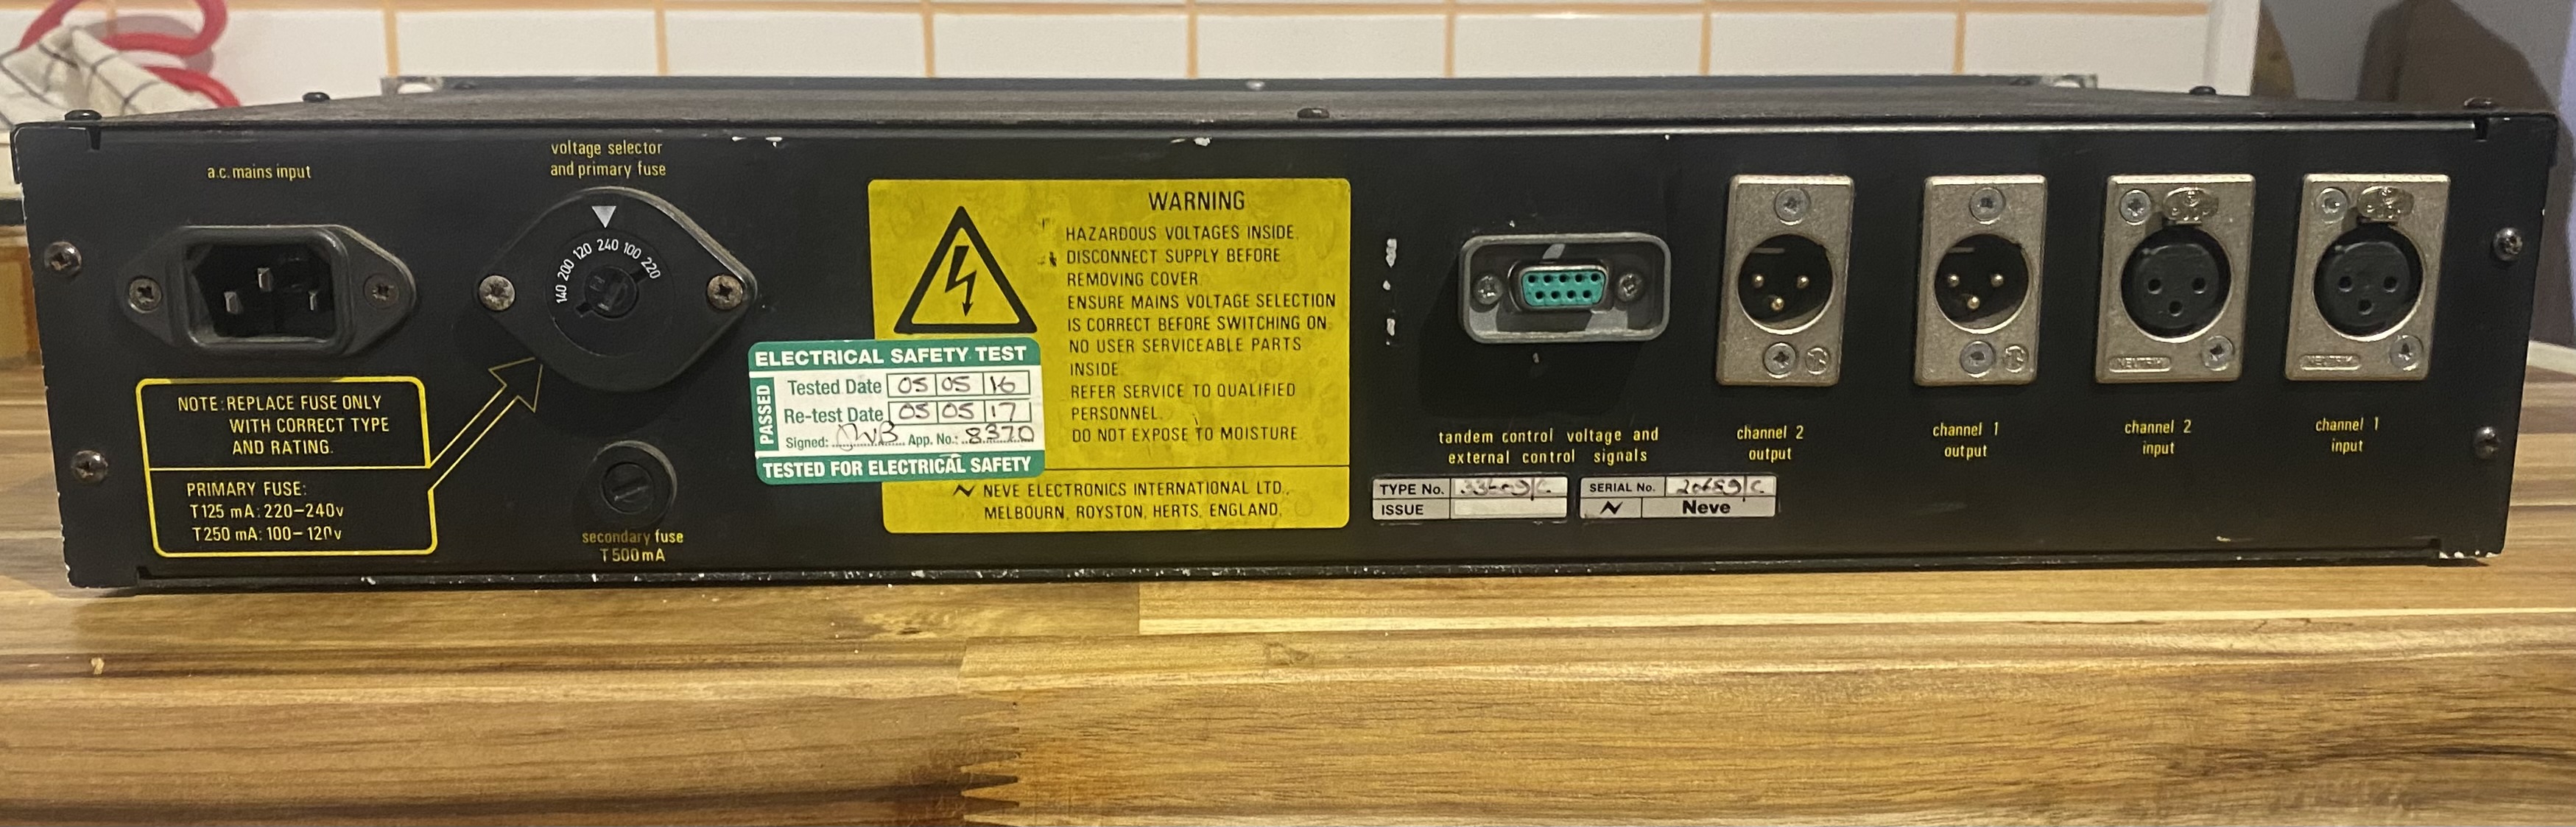 a.c. mains input
voltage selector
and primary fuse
140 200 120 240 100 220
NOTE: REPLACE FUSE ONLY
WITH CORRECT TYPE
AND RATING.
PRIMARY FUSE:
T125 mA: 220-240v
T250 mA: 100-120v
secondary fuse
T500mA
ELECTRICAL SAFETY TEST
PASSED
Tested Date 05 05 16
Re-test Date 05 05 17
Signed: App. No.: 8370
TESTED FOR ELECTRICAL SAFETY
WARNING
HAZARDOUS VOLTAGES INSIDE.
DISCONNECT SUPPLY BEFORE
REMOVING COVER.
ENSURE MAINS VOLTAGE SELECTION
IS CORRECT BEFORE SWITCHING ON.
NO USER SERVICEABLE PARTS
INSIDE.
REFER SERVICE TO QUALIFIED
PERSONNEL.
DO NOT EXPOSE TO MOISTURE
NEVE ELECTRONICS INTERNATIONAL LTD.,
MELBOURN, ROYSTON, HERTS, ENGLAND.
tandem control voltage and
external control signals
TYPE No.
ISSUE
SERIAL No.
Neve
channel 2
output
channel 1
output
NEUTRIK
channel 2
input
NEUTRIK
channel 1
input